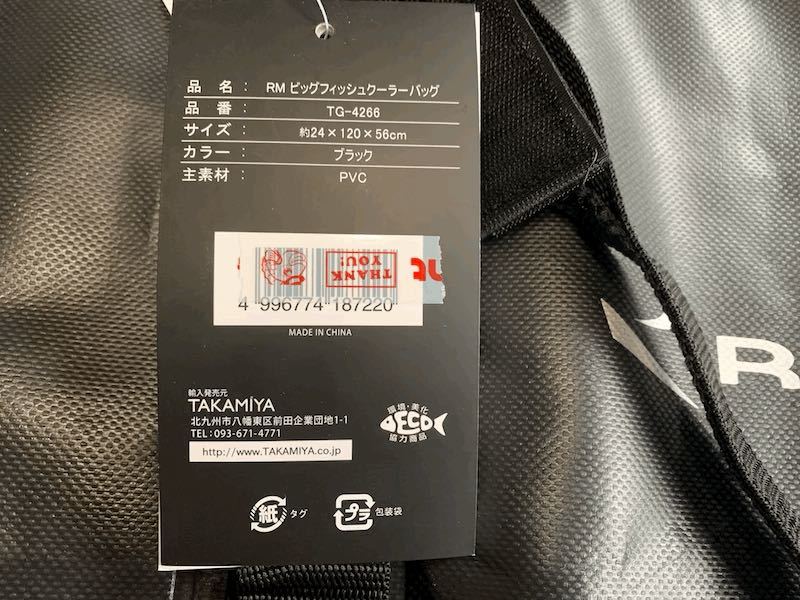 品 名 : RM ビッグフィッシュクーラーバッグ
品 番 : TG-4266
サイズ : 約24×120×56cm
カラー : ブラック
主素材 : PVC
THANK YOU!
nt
4 996774 187220
MADE IN CHINA
輸入発売元
TAKAMIYA
北九州市八幡東区前田企業団地1-1
TEL:093-671-4771
http://www.TAKAMIYA.co.jp
環境・美化
ECO
協力商品
紙 タグ
プラ 包装袋
R